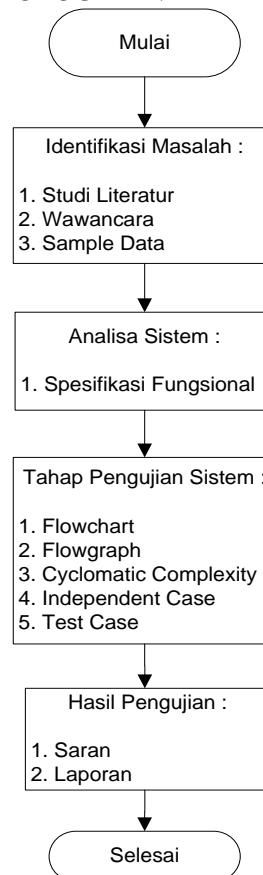 Mulai
Identifikasi Masalah :
1. Studi Literatur
2. Wawancara
3. Sample Data
Analisa Sistem :
1. Spesifikasi Fungsional
Tahap Pengujian Sistem :
1. Flowchart
2. Flowgraph
3. Cyclomatic Complexity
4. Independent Case
5. Test Case
Hasil Pengujian :
1. Saran
2. Laporan
Selesai